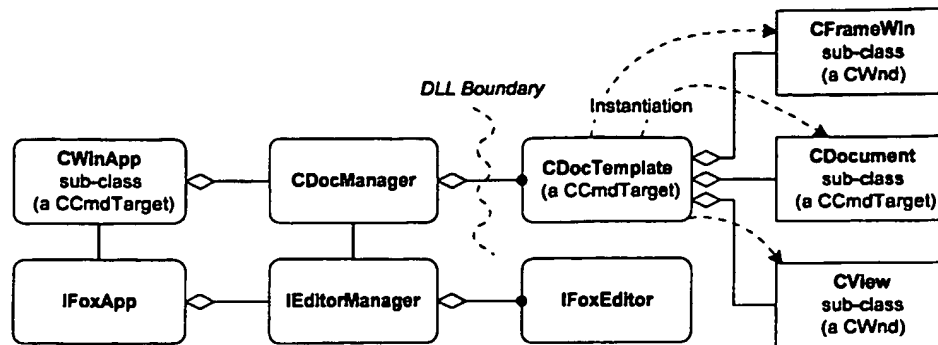 CFrameWin
sub-class
(a CWnd)
DLL Boundary
Instantiation
CWinApp
sub-class
(a CCmdTarget)
CDocManager
CDocTemplate
(a CCmdTarget)
CDocument
sub-class
(a CCmdTarget)
IFoxApp
IEditorManager
IFoxEditor
CView
sub-class
(a CWnd)